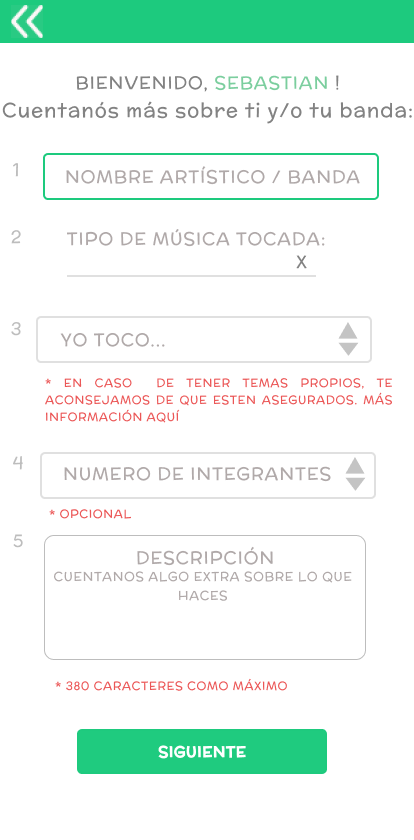 BIENVENIDO, SEBASTIAN !
Cuentanós más sobre ti y/o tu banda:
1
NOMBRE ARTÍSTICO / BANDA
2
TIPO DE MÚSICA TOCADA:
X
3
YO TOCO...
* EN CASO DE TENER TEMAS PROPIOS, TE
ACONSEJAMOS DE QUE ESTEN ASEGURADOS. MÁS
INFORMACIÓN AQUÍ
4
NUMERO DE INTEGRANTES
* OPCIONAL
5
DESCRIPCIÓN
CUENTANOS ALGO EXTRA SOBRE LO QUE
HACES
* 380 CARACTERES COMO MÁXIMO
SIGUIENTE